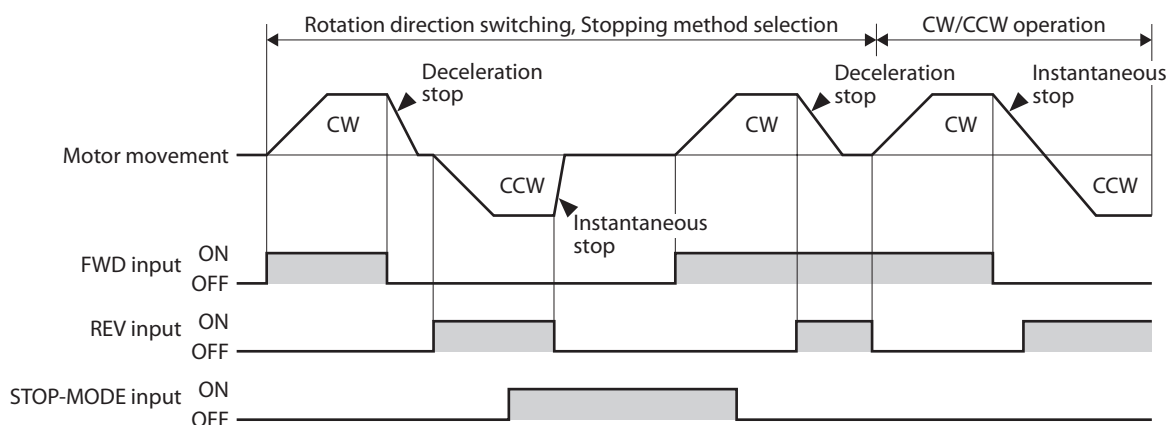 Rotation direction switching, Stopping method selection
CW/CCW operation
Deceleration
stop
Deceleration
stop
Instantaneous
stop
CW
CW
CW
Motor movement
CCW
CCW
Instantaneous
stop
FWD input
ON
OFF
REV input
ON
OFF
STOP-MODE input
ON
OFF